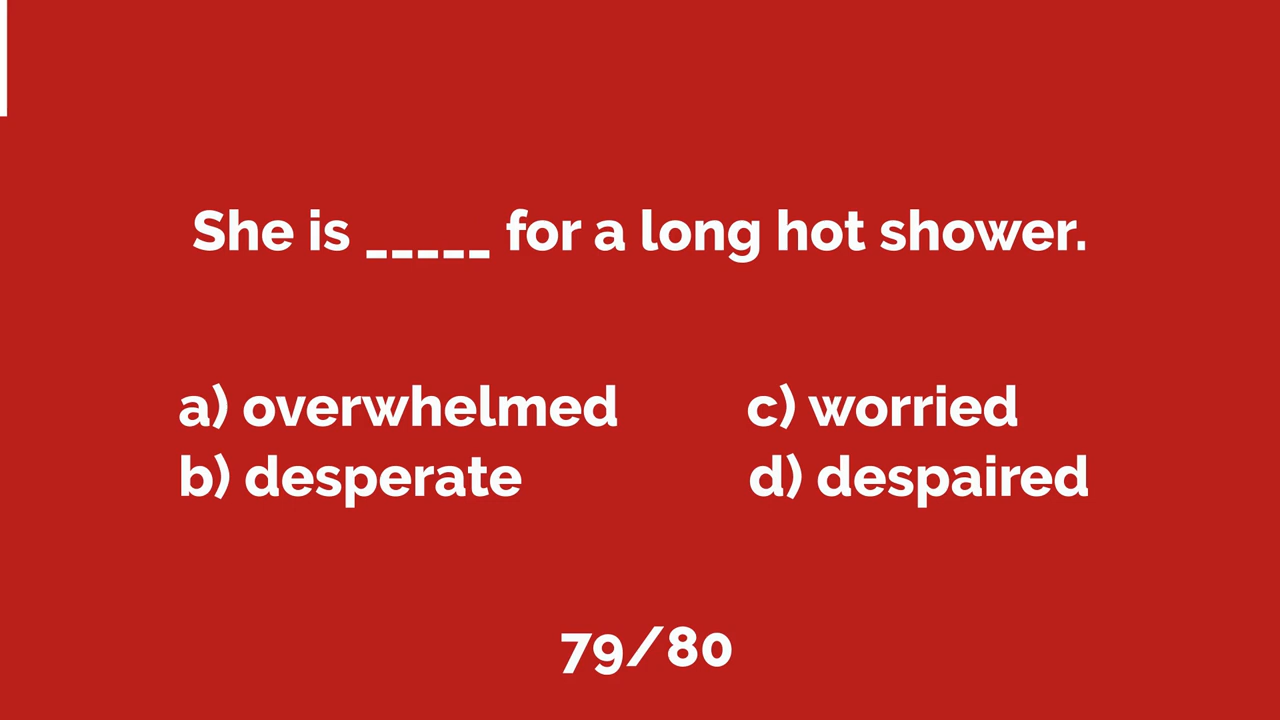 She is _____ for a long hot shower.
a) overwhelmed
b) desperate
c) worried
d) despaired
79/80